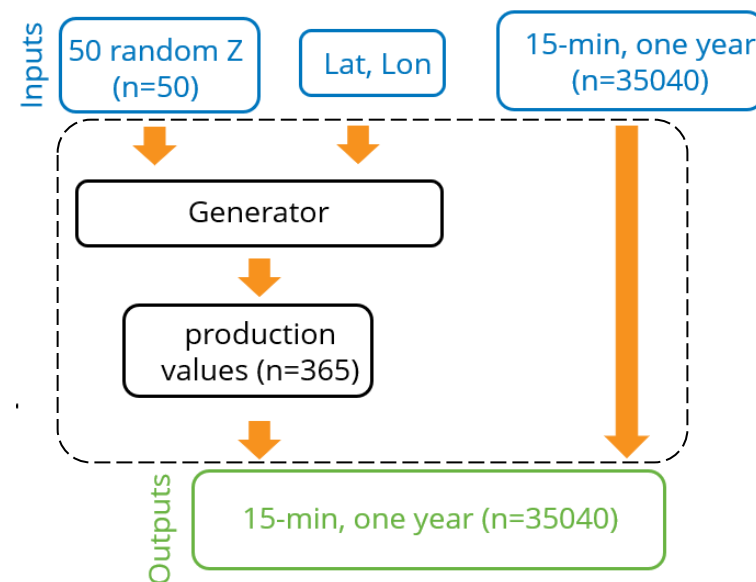 Inputs
50 random Z
(n=50)
Lat, Lon
15-min, one year
(n=35040)
Generator
production
values (n=365)
Outputs
15-min, one year (n=35040)